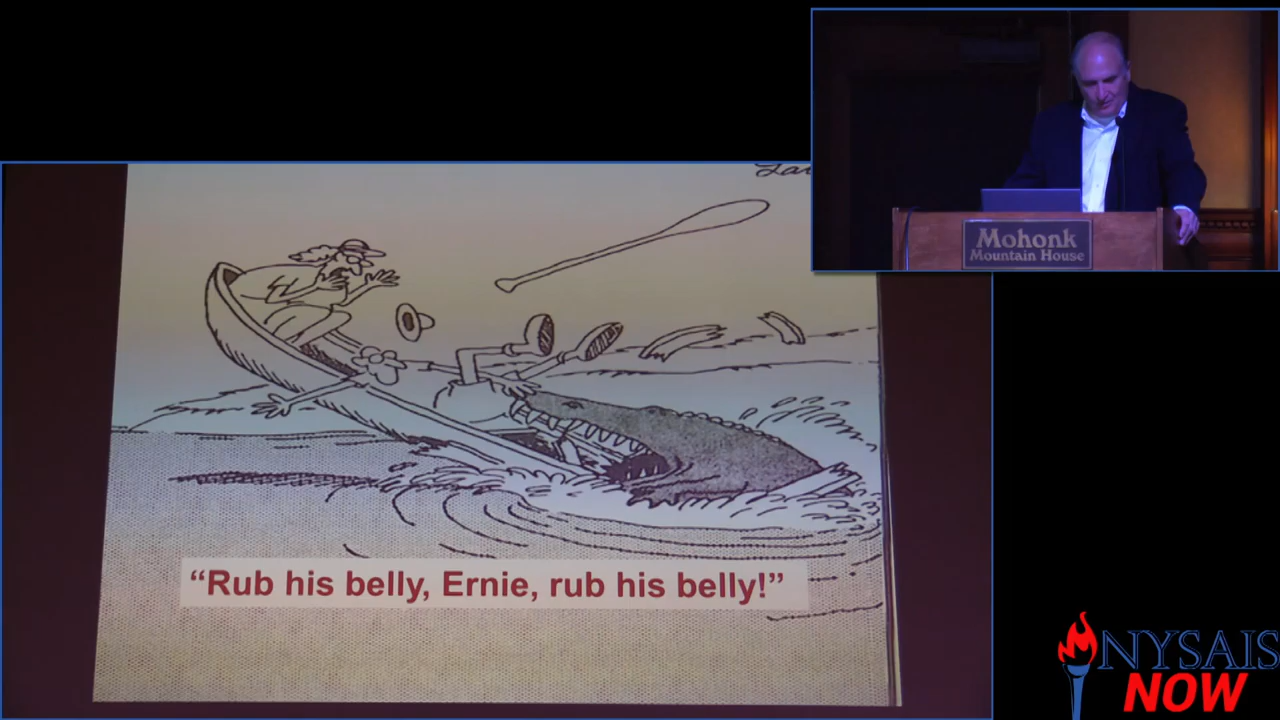 Mohonk
Mountain House
“Rub his belly, Ernie, rub his belly!”
NYSAIS
NOW